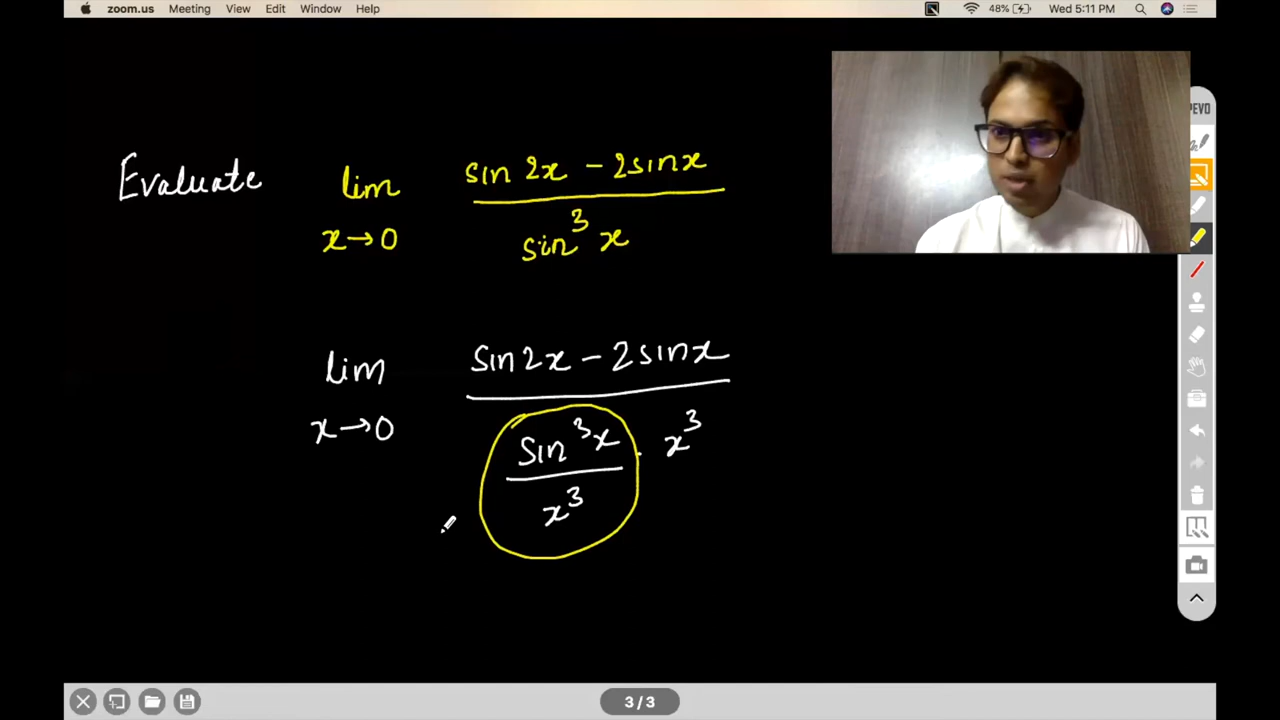 zoom.us Meeting View Edit Window Help 48% Wed 5:11 PM
Evaluate lim x→0 sin 2x − 2sinx
sin³ x
lim x→0 sin2x − 2sinx
sin³x
x³
. x³
3 / 3